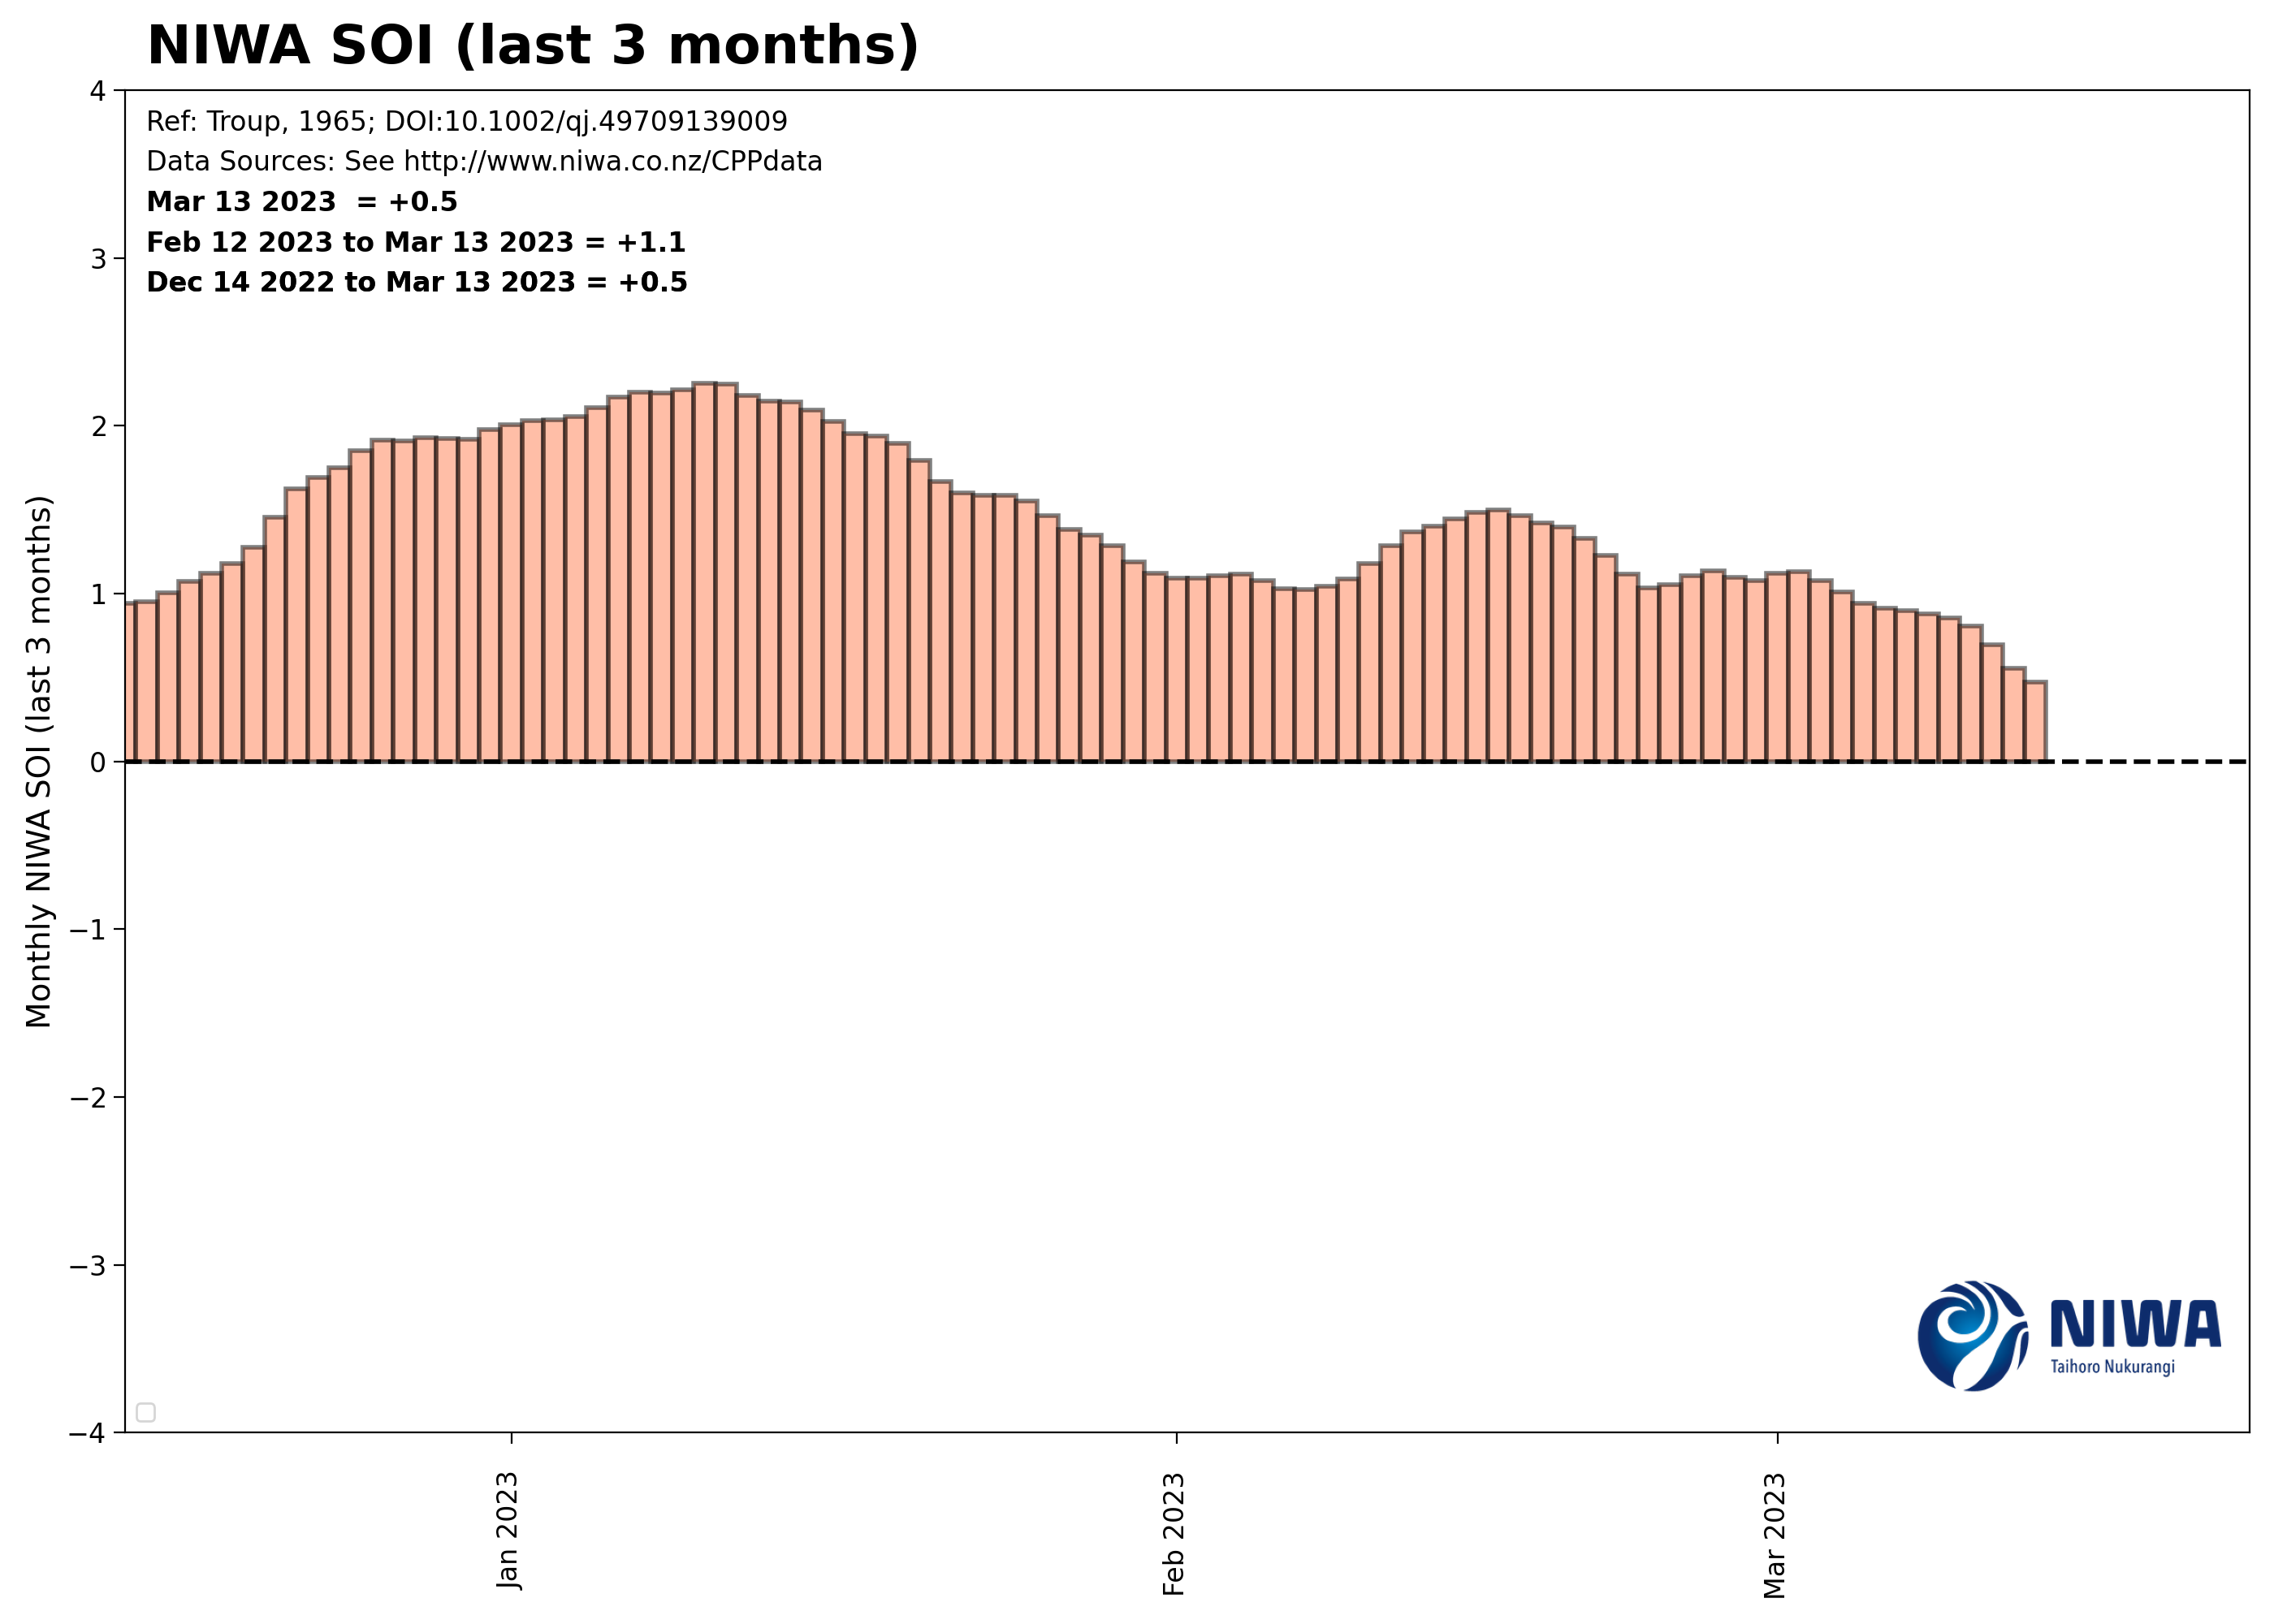 NIWA SOI (last 3 months)
Ref: Troup, 1965; DOI:10.1002/qj.49709139009
Data Sources: See http://www.niwa.co.nz/CPPdata
Mar 13 2023  = +0.5
Feb 12 2023 to Mar 13 2023 = +1.1
Dec 14 2022 to Mar 13 2023 = +0.5
Monthly NIWA SOI (last 3 months)
4
3
2
1
0
−1
−2
−3
−4
Jan 2023
Feb 2023
Mar 2023
NIWA
Taihoro Nukurangi